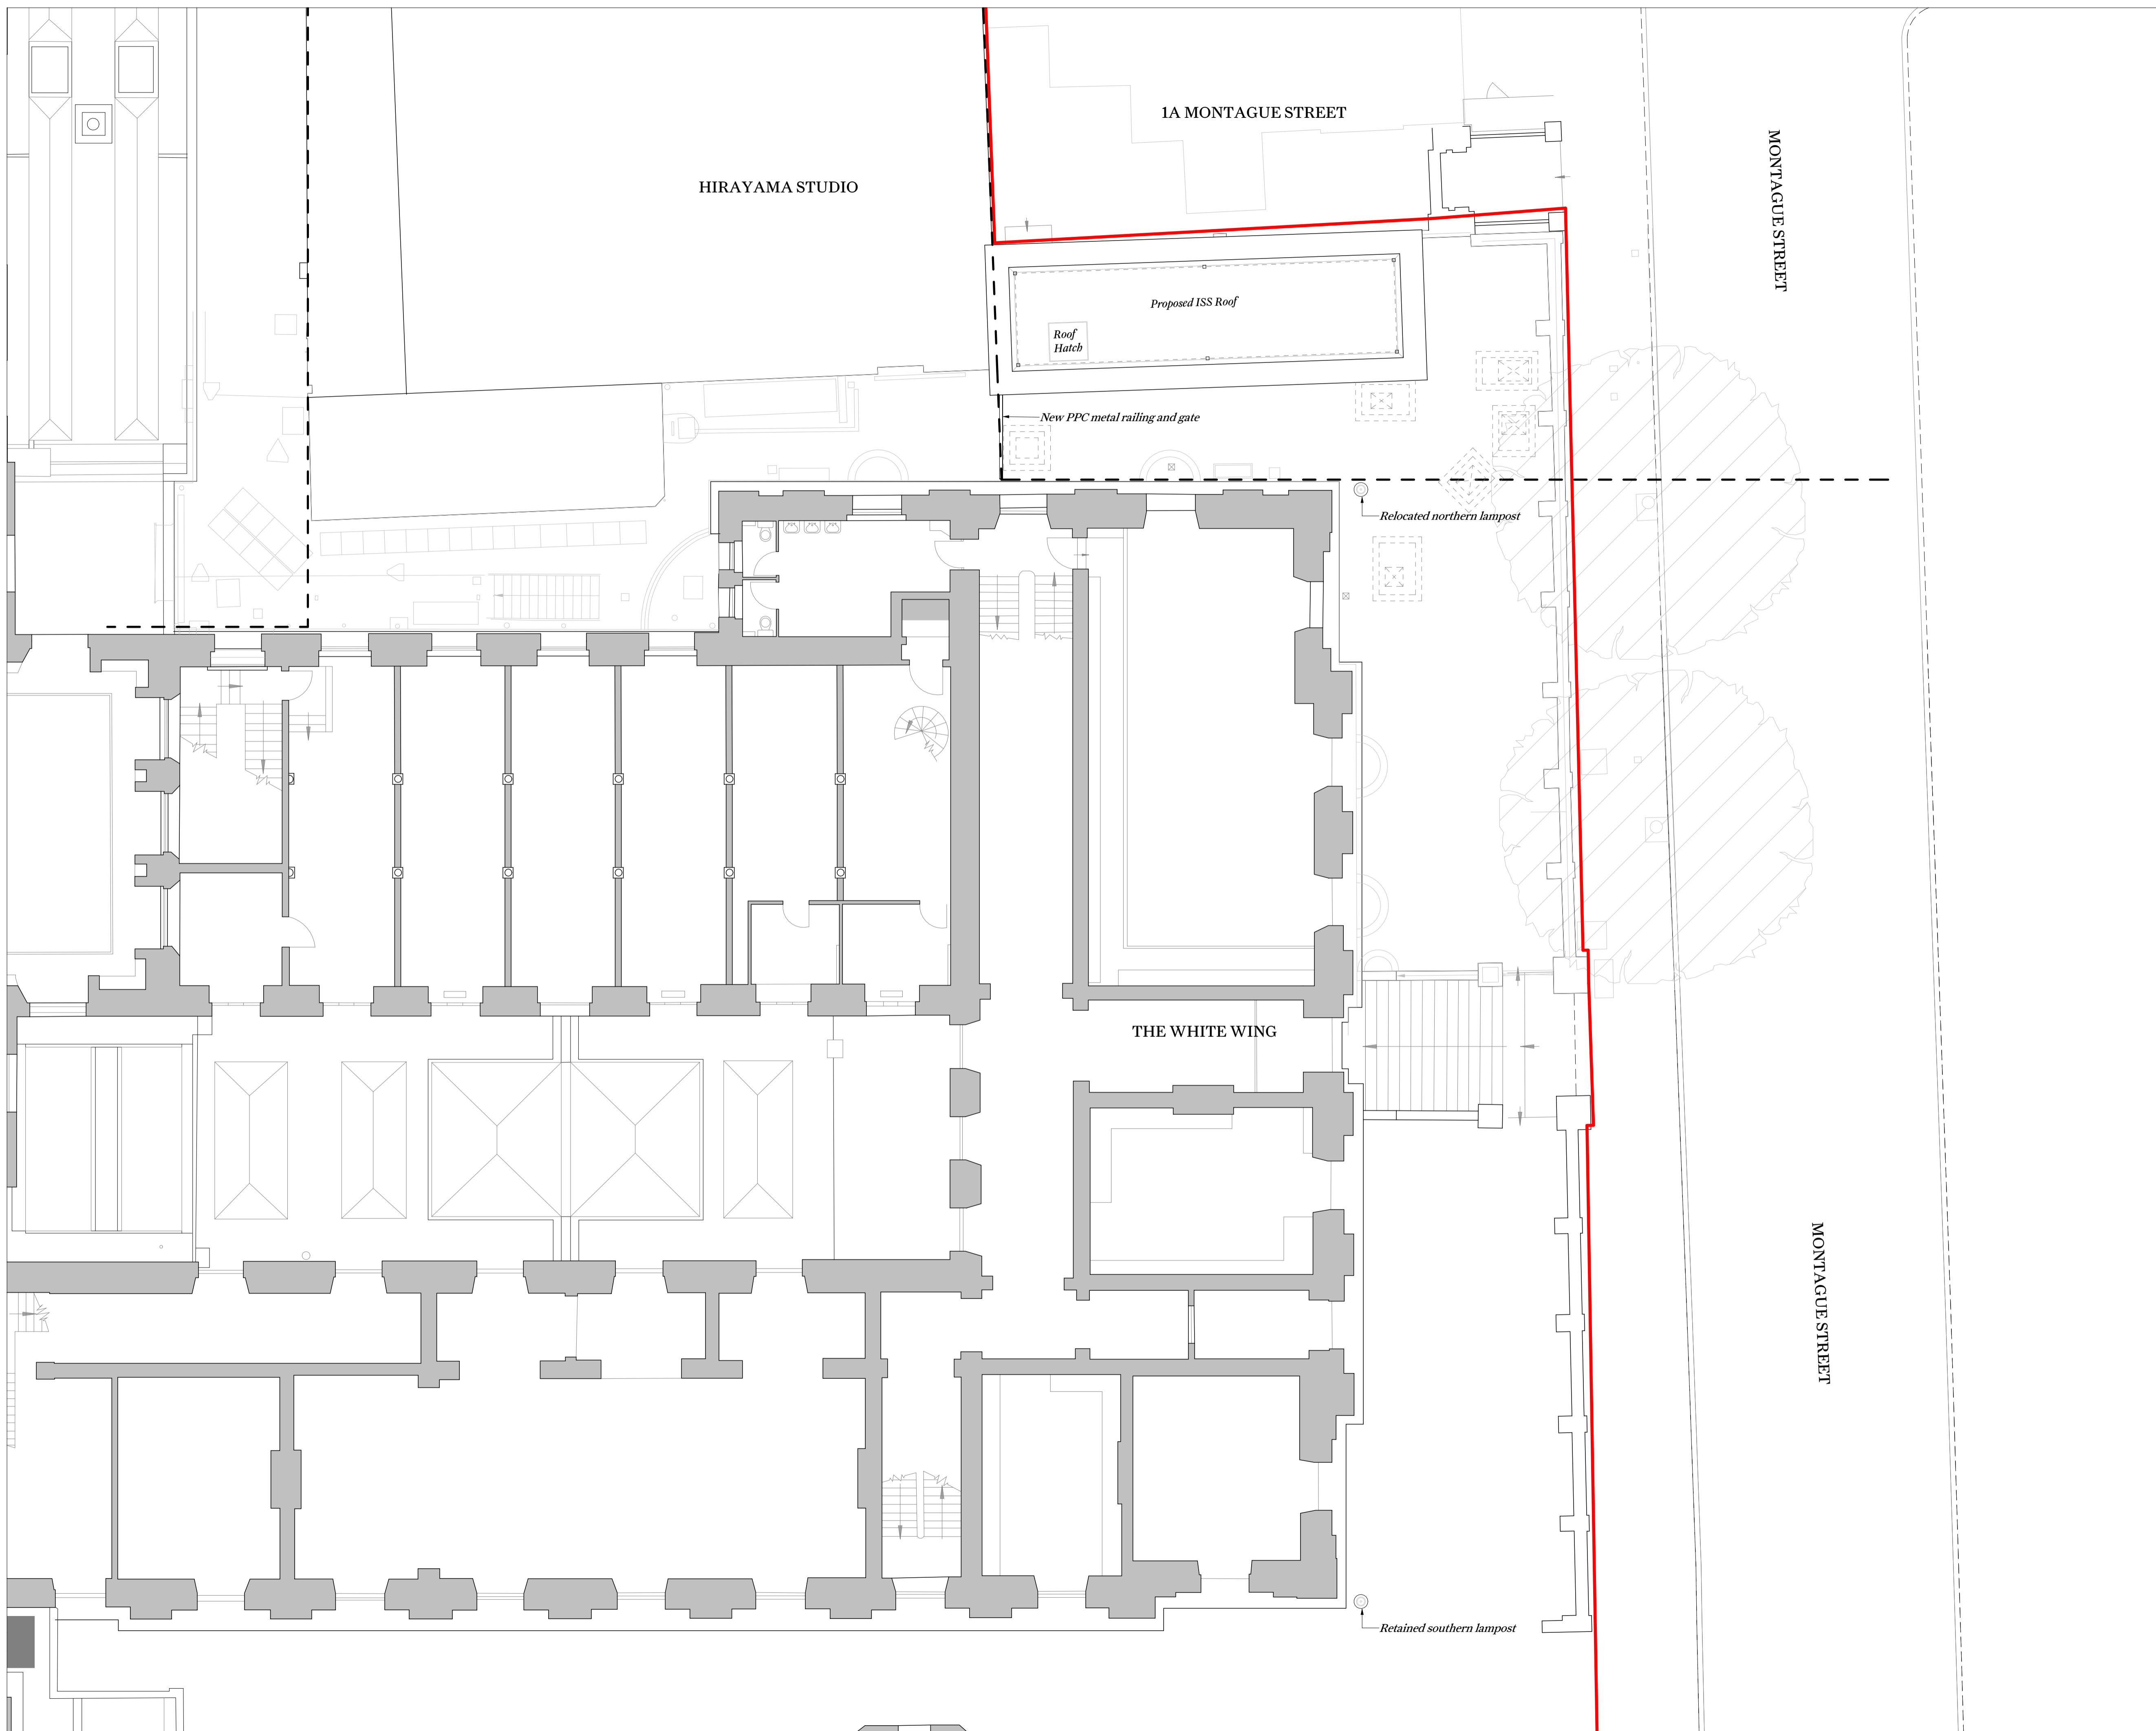 1A MONTAGUE STREET
MONTAGUE STREET
HIRAYAMA STUDIO
Proposed ISS Roof
Roof
Hatch
New PPC metal railing and gate
Relocated northern lampost
THE WHITE WING
MONTAGUE STREET
Retained southern lampost